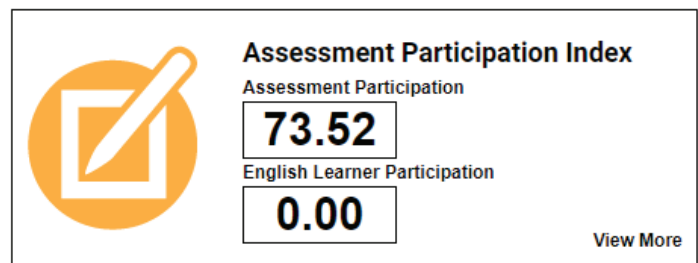 Assessment Participation Index
Assessment Participation
73.52
English Learner Participation
0.00
View More